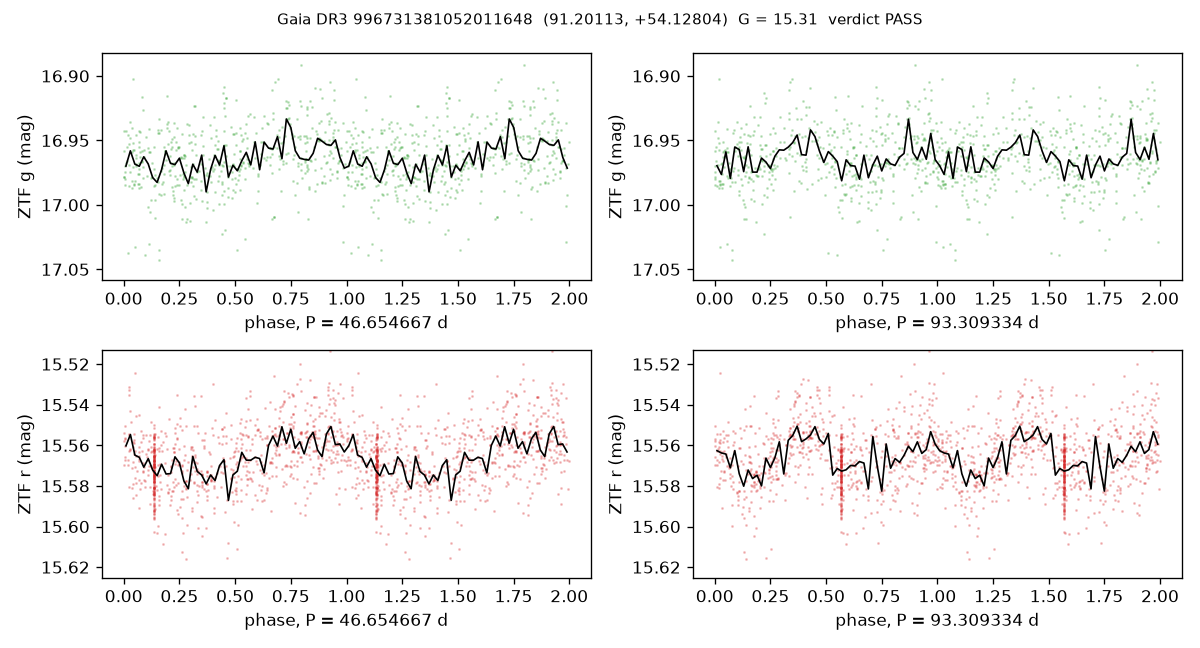 Gaia DR3 996731381052011648 (91.20113, +54.12804) G = 15.31 verdict PASS
ZTF g (mag)
16.90
16.95
17.00
17.05
0.00 0.25 0.50 0.75 1.00 1.25 1.50 1.75 2.00
phase, P = 46.654667 d
ZTF g (mag)
16.90
16.95
17.00
17.05
0.00 0.25 0.50 0.75 1.00 1.25 1.50 1.75 2.00
phase, P = 93.309334 d
ZTF r (mag)
15.52
15.54
15.56
15.58
15.60
15.62
0.00 0.25 0.50 0.75 1.00 1.25 1.50 1.75 2.00
phase, P = 46.654667 d
ZTF r (mag)
15.52
15.54
15.56
15.58
15.60
15.62
0.00 0.25 0.50 0.75 1.00 1.25 1.50 1.75 2.00
phase, P = 93.309334 d